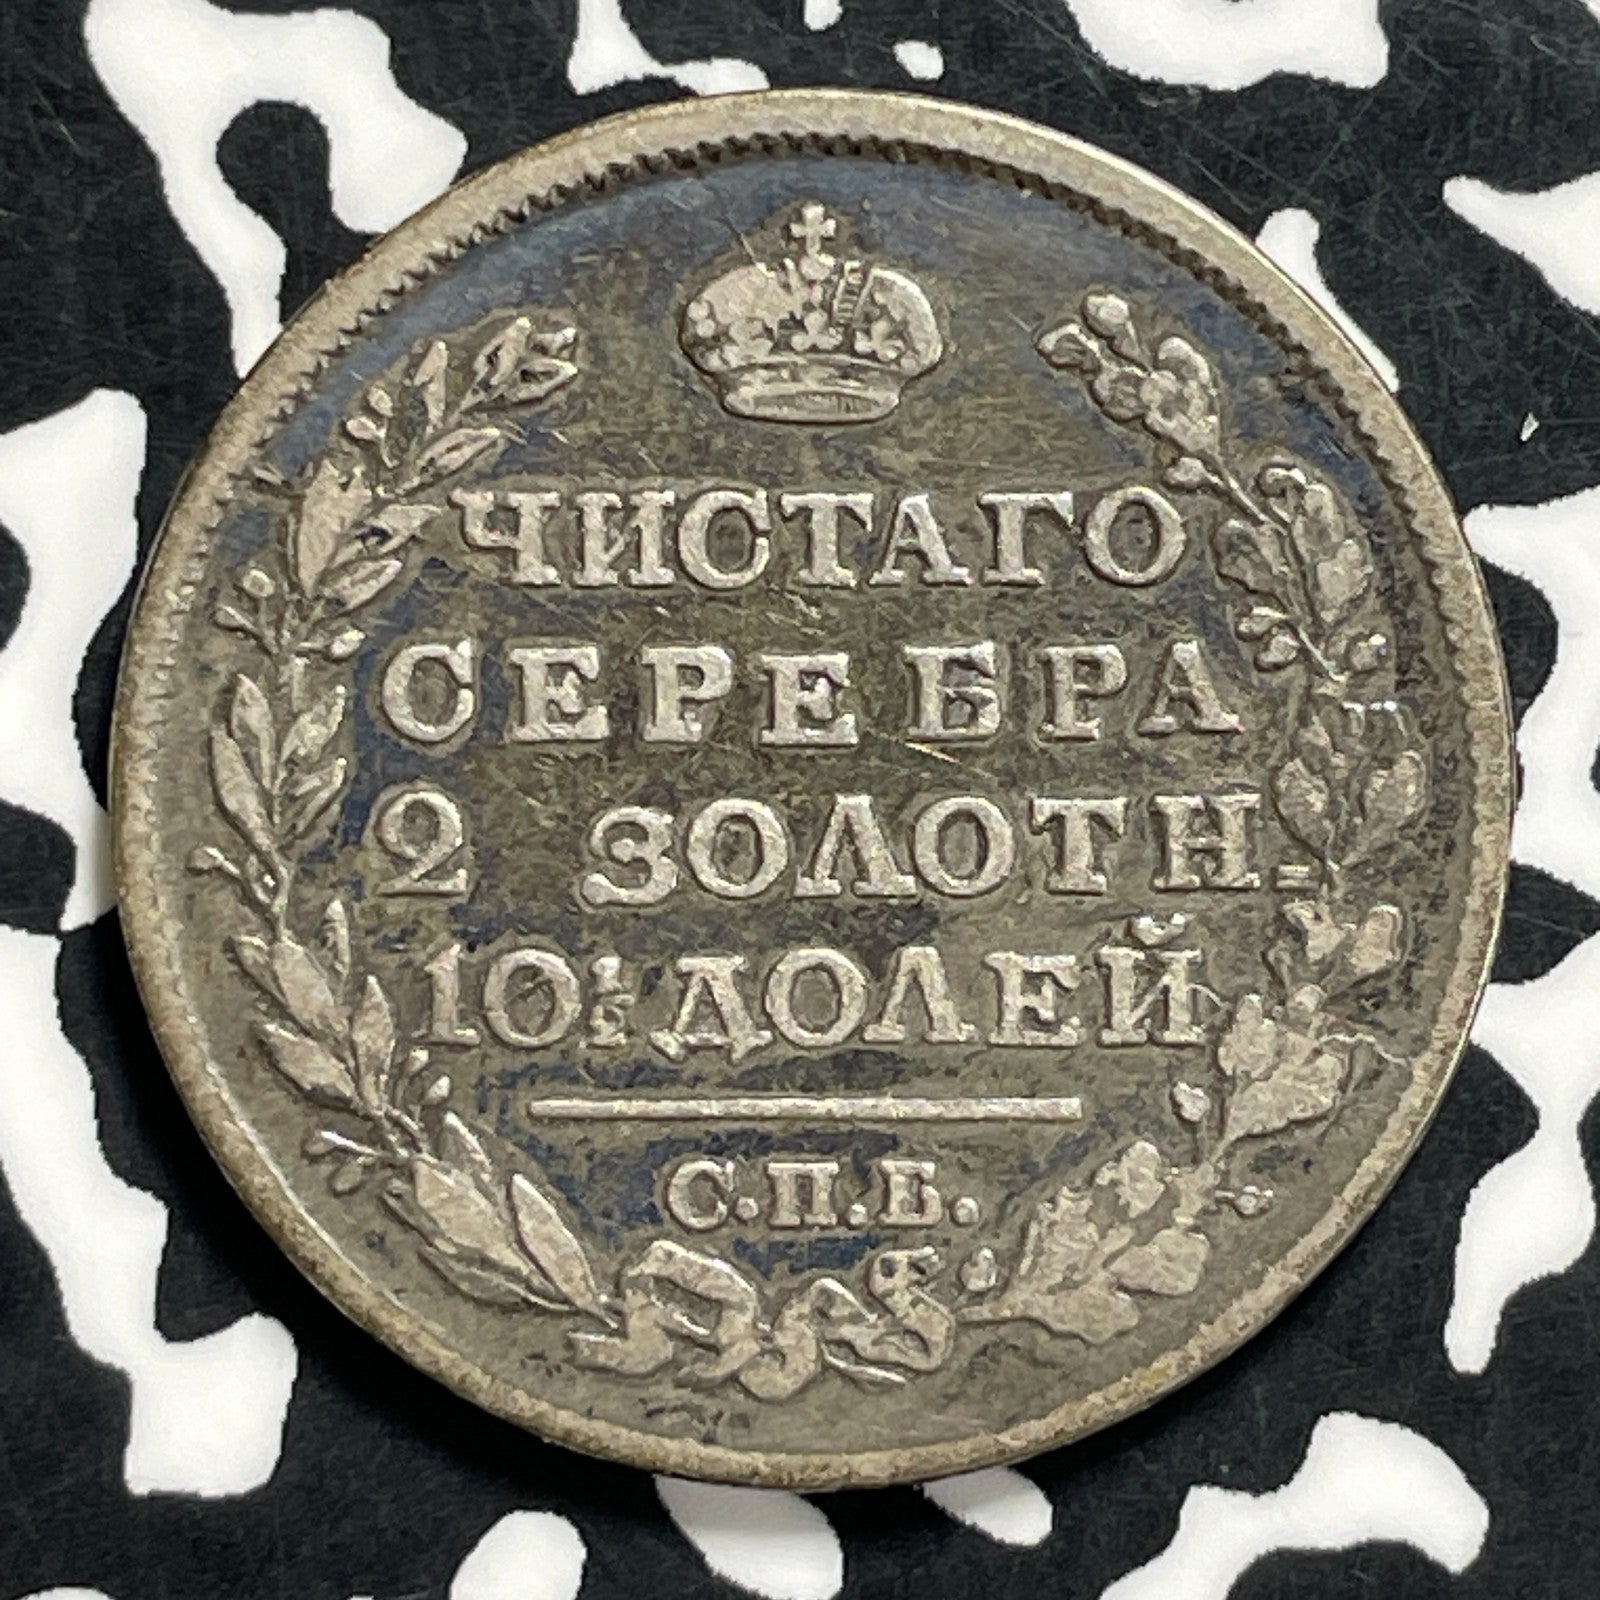 ЧИСТАГО
СЕРЕБРА
2 ЗОЛОТН=
10½ ДОЛЕЙ
С.П.Б.